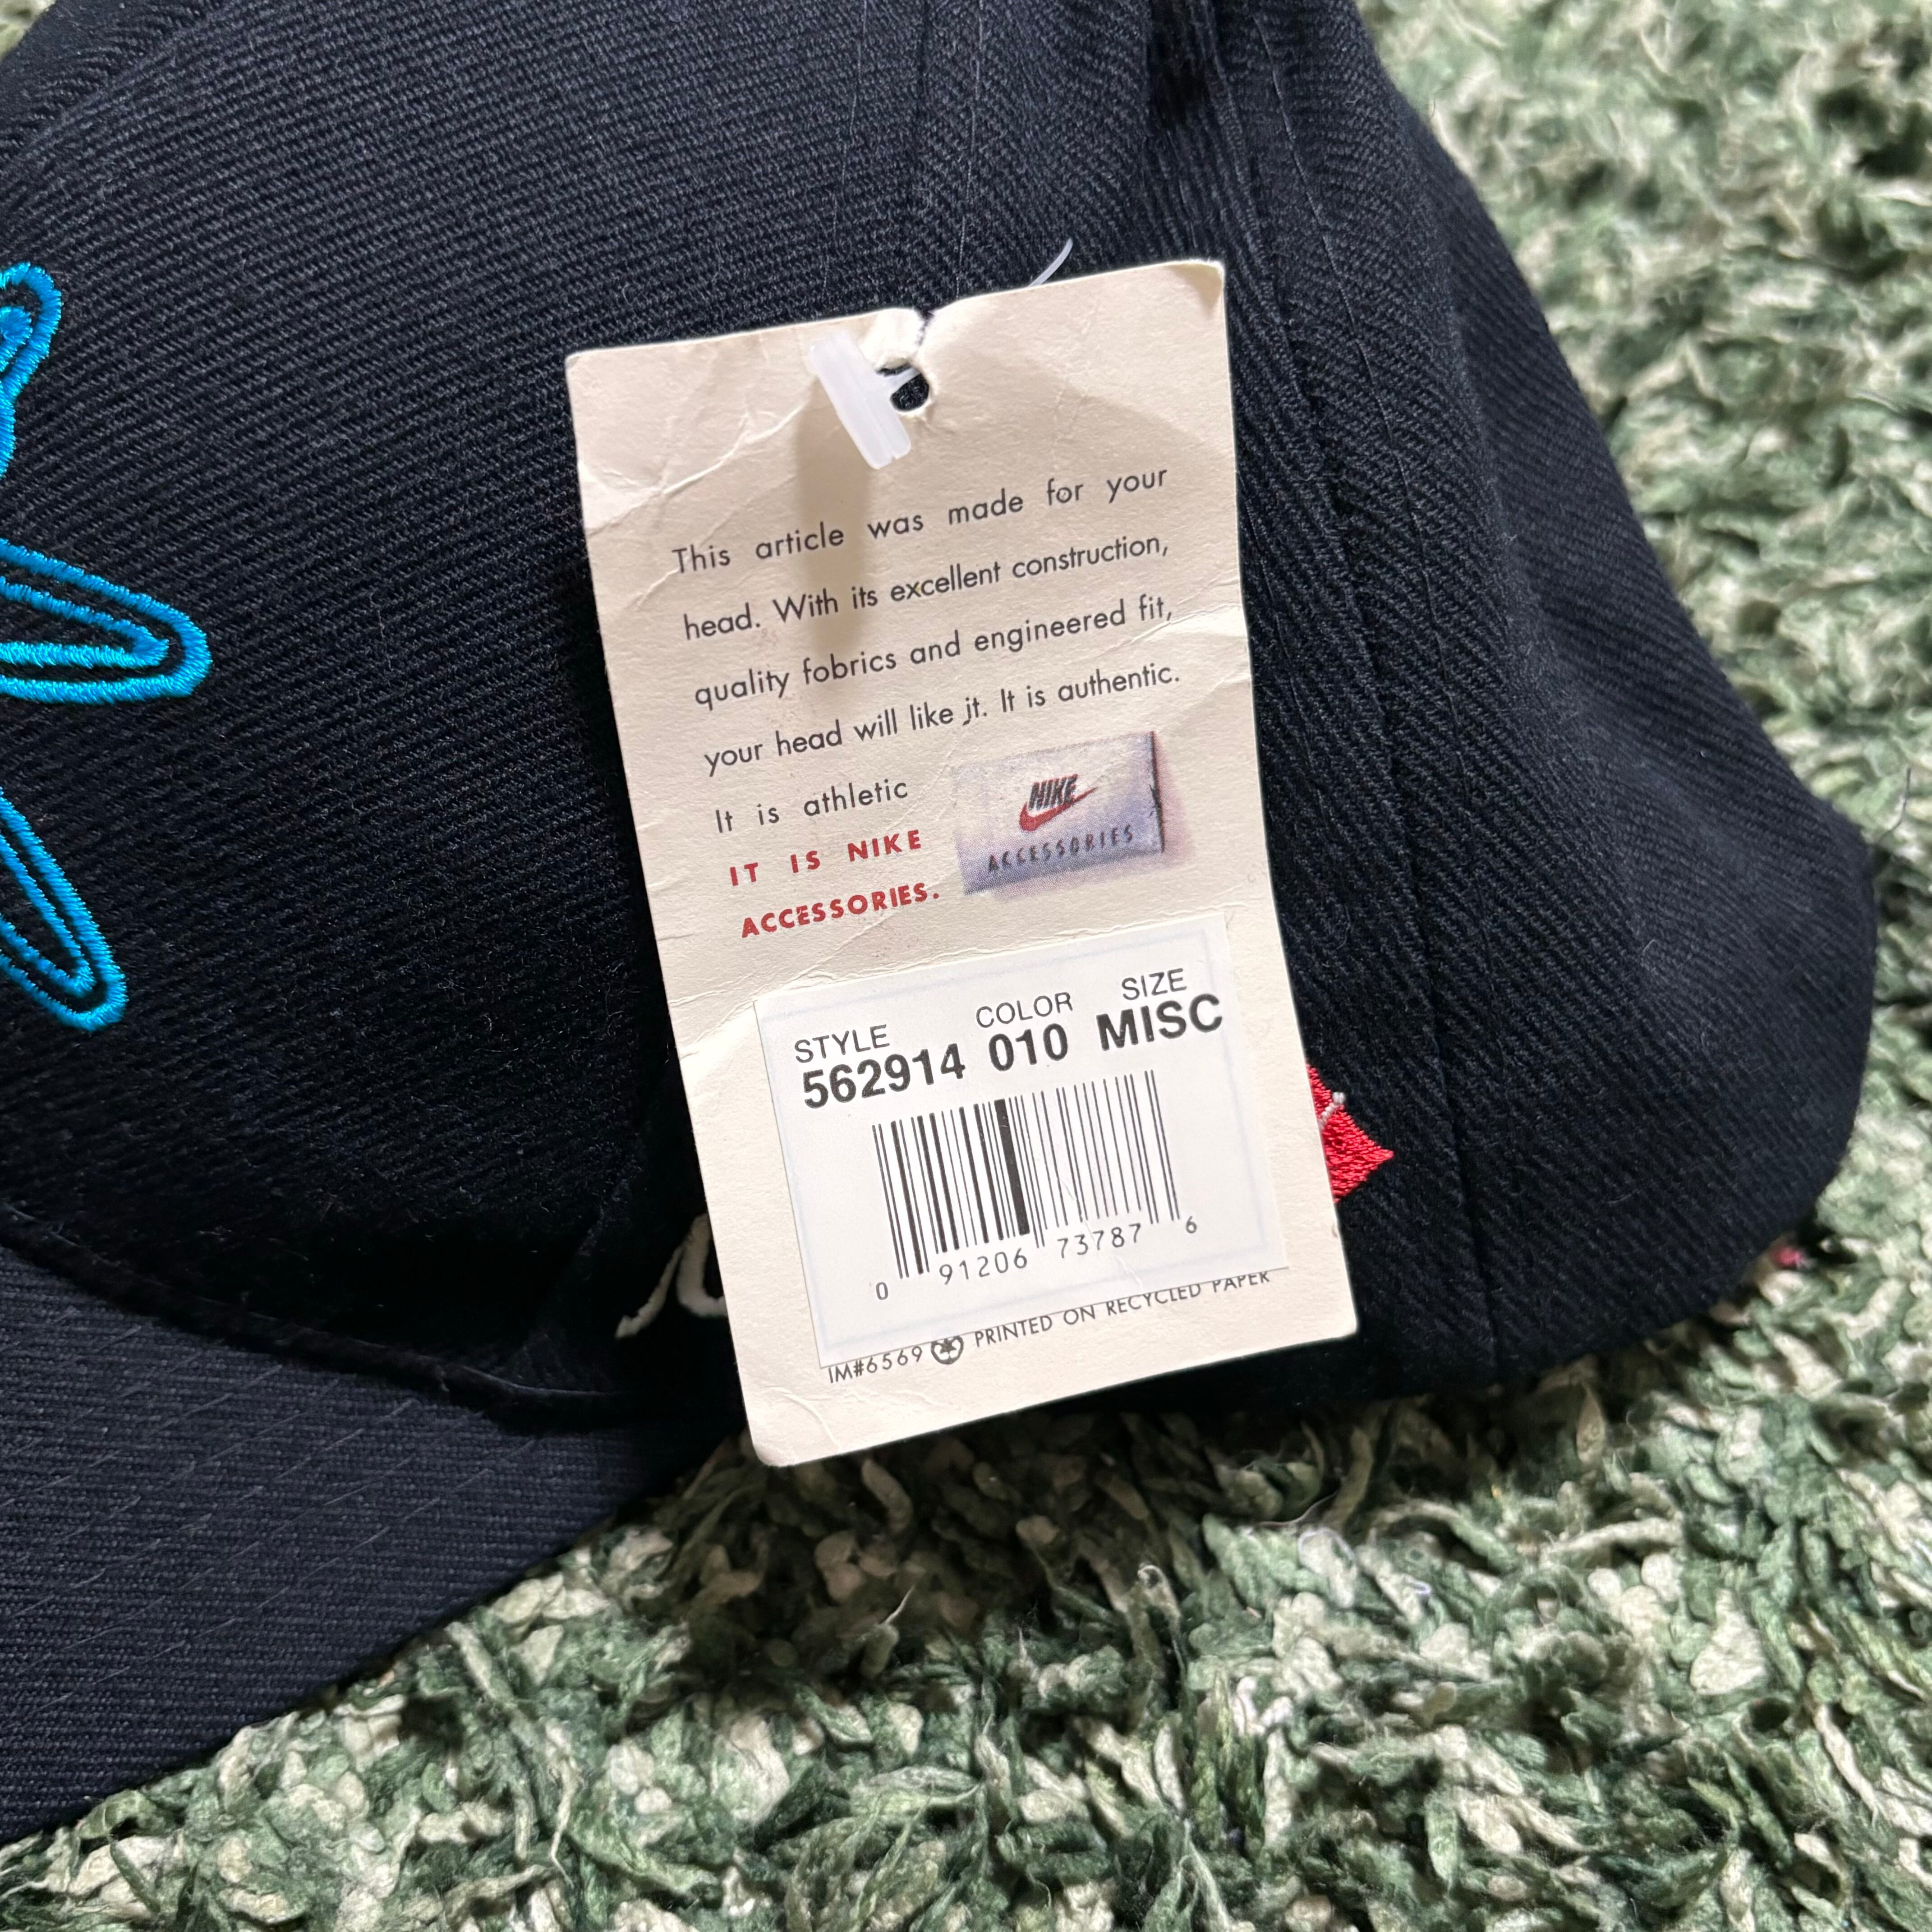 This article was made for your
head. With its excellent construction,
quality fobrics and engineered fit,
your head will like jt. It is authentic.
It is athletic
IT IS NIKE
ACCESSORIES.
NIKE
ACCESSORIES
STYLE COLOR SIZE
562914 010 MISC
0 91206 73787 6
IM#6569 PRINTED ON RECYCLED PAPER